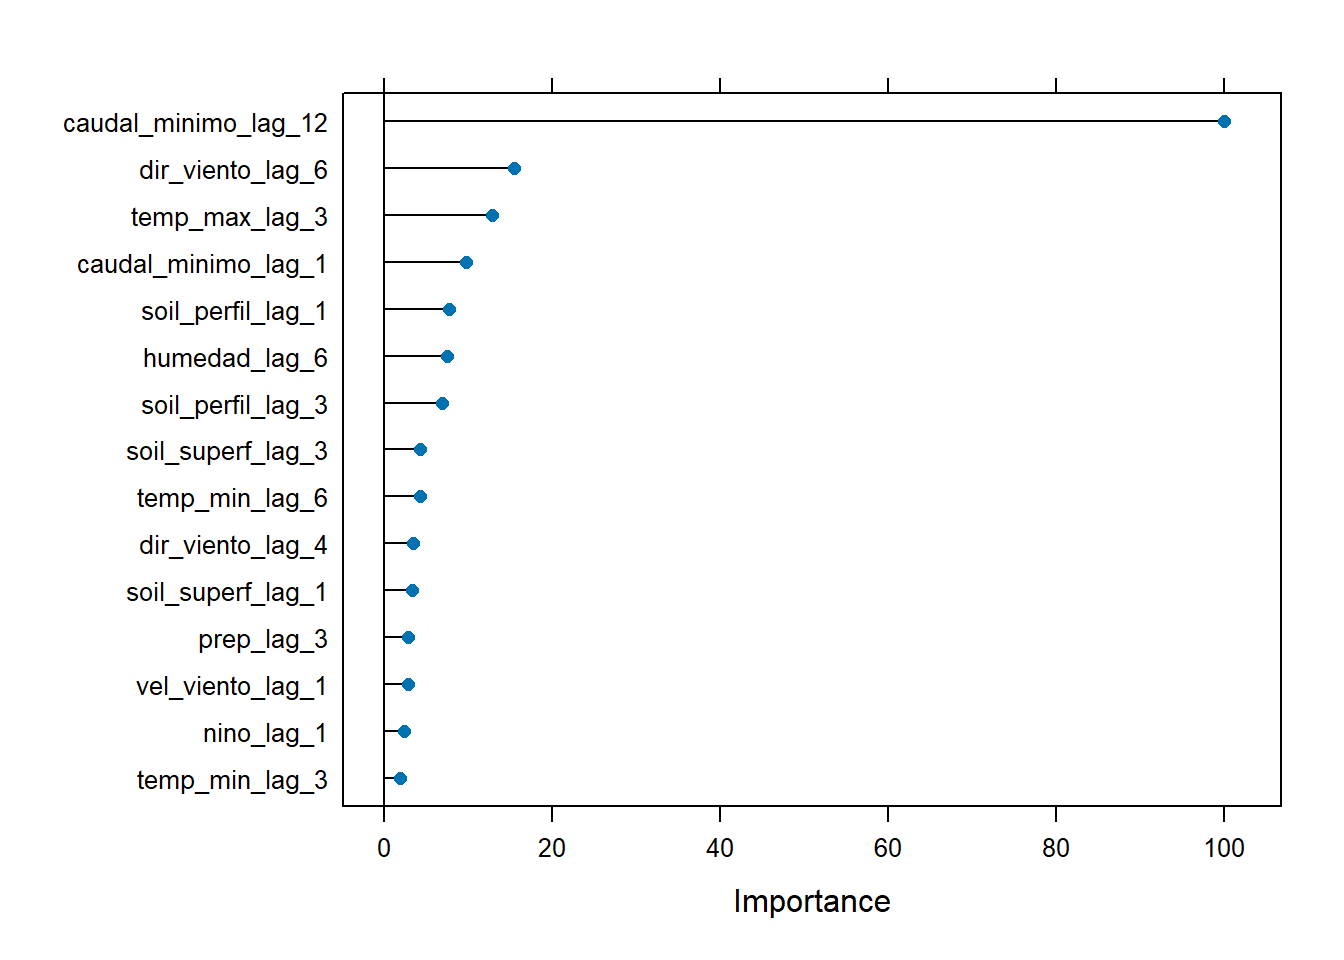 caudal_minimo_lag_12
dir_viento_lag_6
temp_max_lag_3
caudal_minimo_lag_1
soil_perfil_lag_1
humedad_lag_6
soil_perfil_lag_3
soil_superf_lag_3
temp_min_lag_6
dir_viento_lag_4
soil_superf_lag_1
prep_lag_3
vel_viento_lag_1
nino_lag_1
temp_min_lag_3
0 20 40 60 80 100
Importance